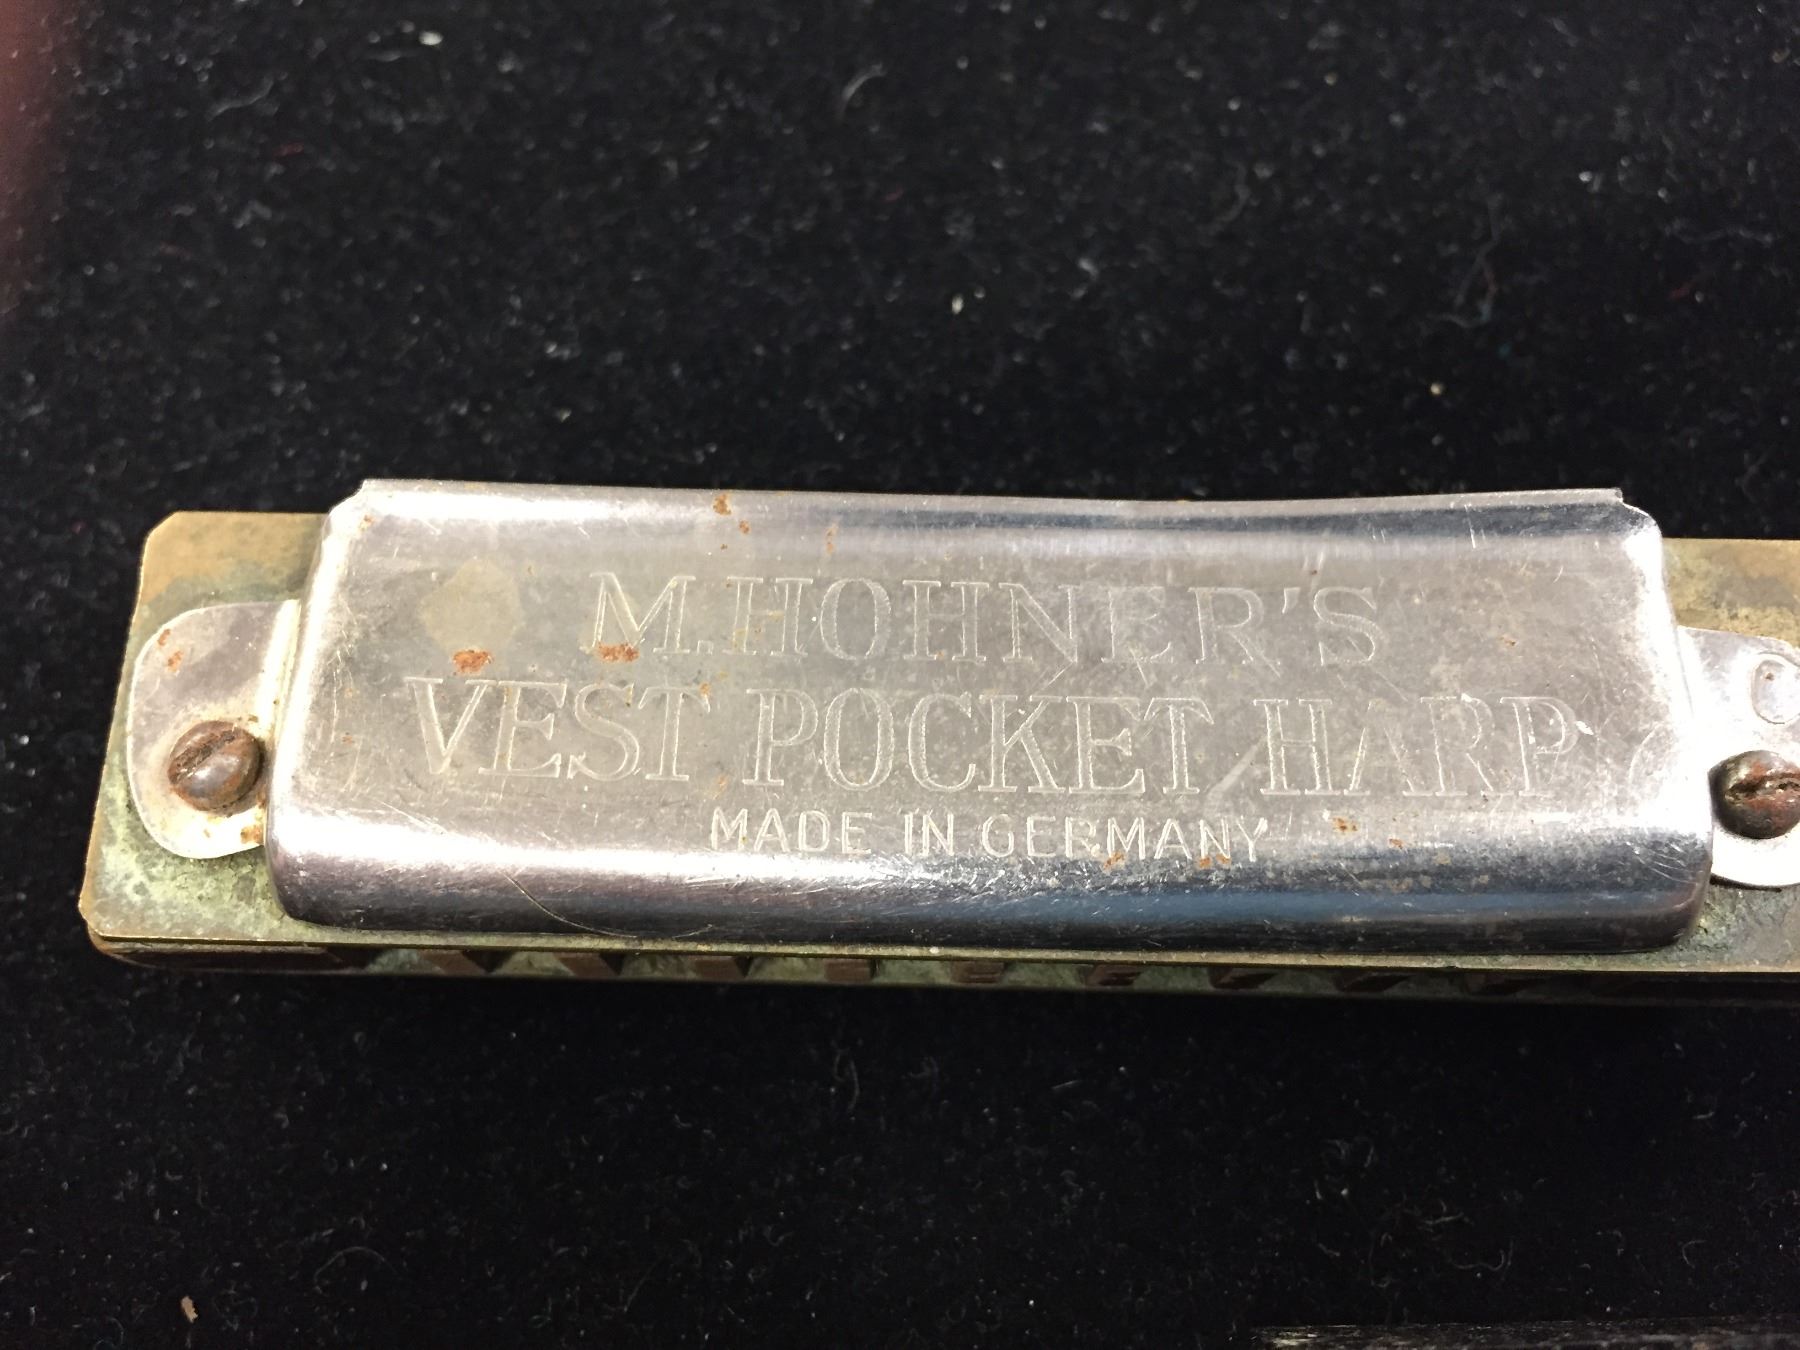 M.HOHNER'S
VEST POCKET HARP
MADE IN GERMANY
C